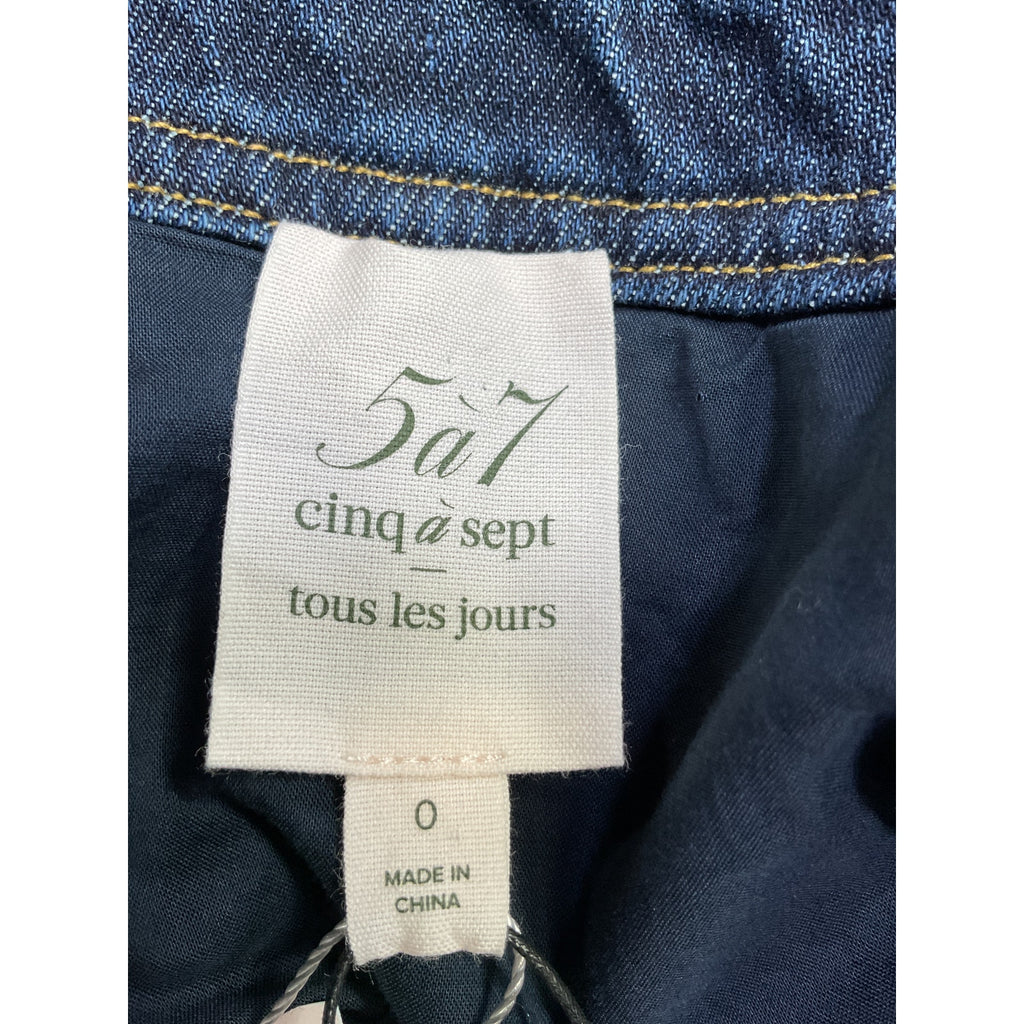 5à7
cinq à sept
—
tous les jours
0
MADE IN
CHINA